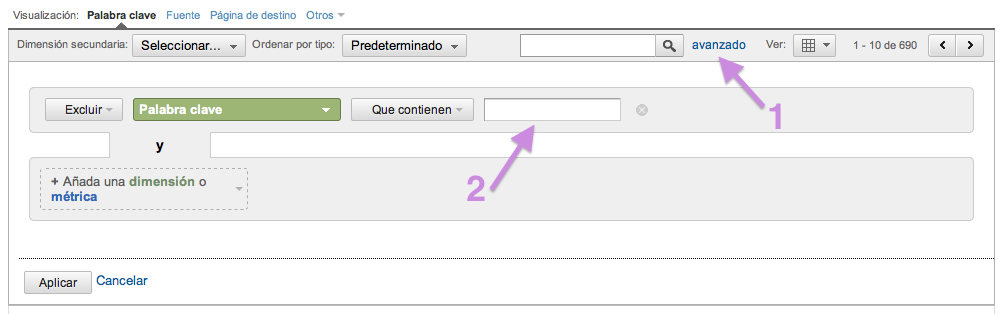 Visualización: Palabra clave Fuente Página de destino Otros
Dimensión secundaria: Seleccionar... Ordenar por tipo: Predeterminado avanzado Ver: 1 - 10 de 690
1
Excluir Palabra clave Que contienen
y
2
+ Añada una dimensión o
métrica
Aplicar Cancelar